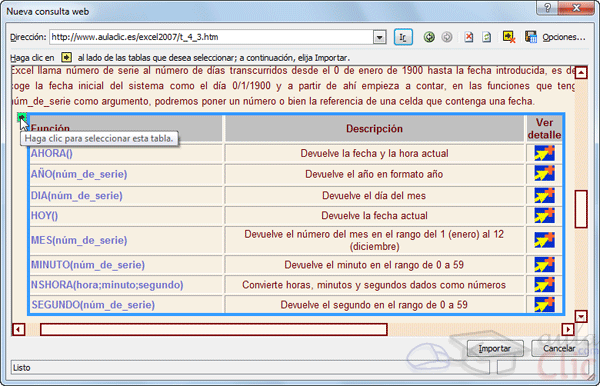 Nueva consulta web
Dirección: http://www.aulaclic.es/excel2007/t_4_3.htm Ir Opciones...
Haga clic en al lado de las tablas que desea seleccionar; a continuación, elija Importar.
Excel llama número de serie al número de días transcurridos desde el 0 de enero de 1900 hasta la fecha introducida, es de
coge la fecha inicial del sistema como el día 0/1/1900 y a partir de ahí empieza a contar, en las funciones que teng
núm_de_serie como argumento, podremos poner un número o bien la referencia de una celda que contenga una fecha.
Función Descripción Ver detalle
Haga clic para seleccionar esta tabla.
AHORA() Devuelve la fecha y la hora actual
AÑO(núm_de_serie) Devuelve el año en formato año
DIA(núm_de_serie) Devuelve el día del mes
HOY() Devuelve la fecha actual
MES(núm_de_serie) Devuelve el número del mes en el rango del 1 (enero) al 12
(diciembre)
MINUTO(núm_de_serie) Devuelve el minuto en el rango de 0 a 59
NSHORA(hora;minuto;segundo) Convierte horas, minutos y segundos dados como números
SEGUNDO(núm_de_serie) Devuelve el segundo en el rango de 0 a 59
Importar Cancelar
aula
Clic
Listo